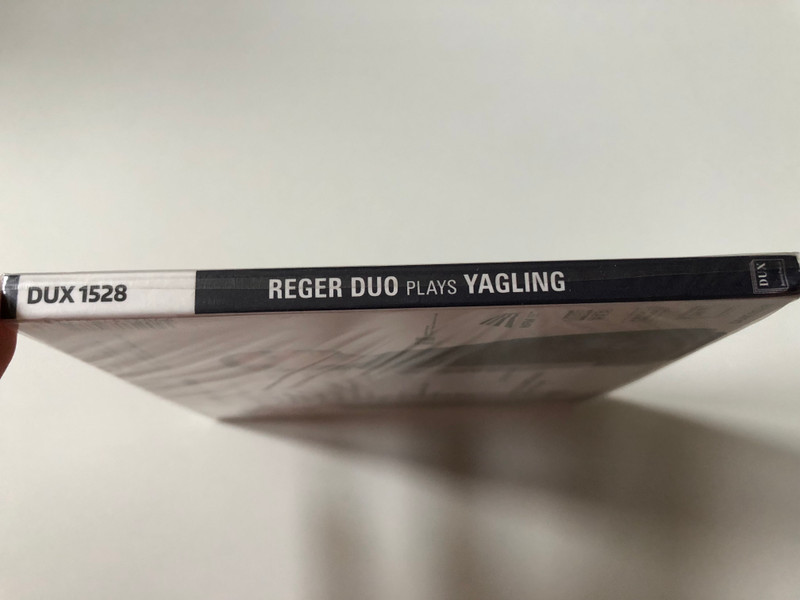 DUX 1528
REGER DUO PLAYS YAGLING
DUX